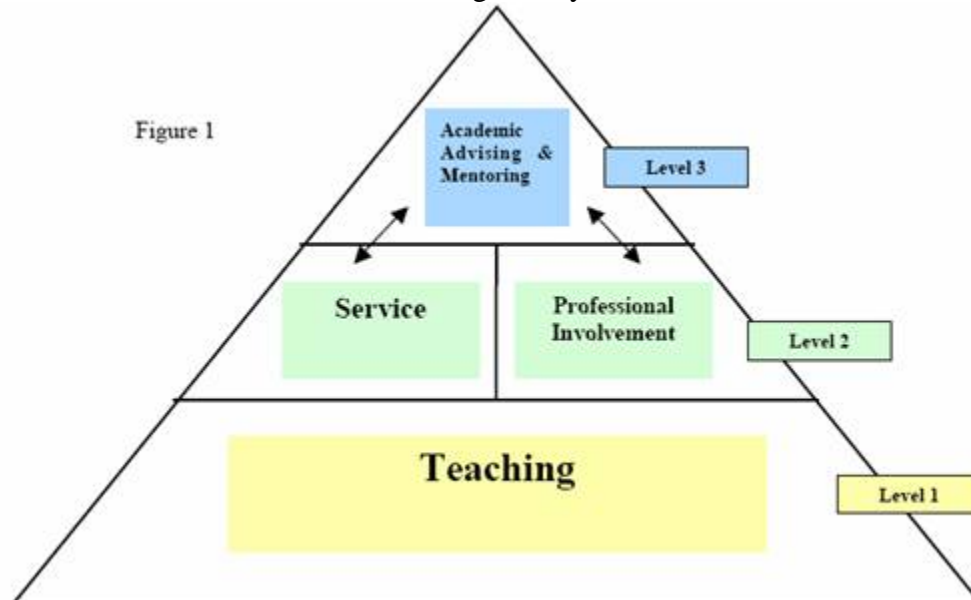 Figure 1
Academic
Advising &
Mentoring
Level 3
Service
Professional
Involvement
Level 2
Teaching
Level 1